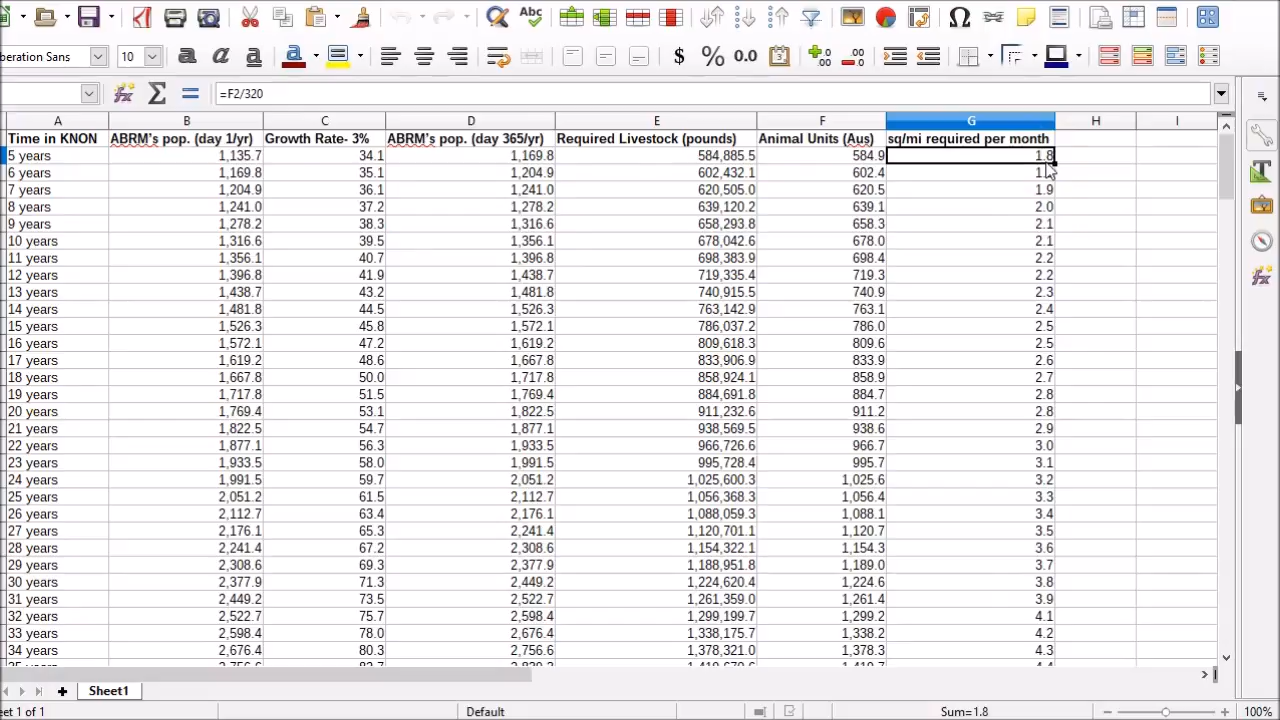 Abc
eration Sans
10
$ % 0.0
=F2/320
A B C D E F G H I
Time in KNON ABRM's pop. (day 1/yr) Growth Rate- 3% ABRM's pop. (day 365/yr) Required Livestock (pounds) Animal Units (Aus) sq/mi required per month
5 years 1,135.7 34.1 1,169.8 584,885.5 584.9 1.8
6 years 1,169.8 35.1 1,204.9 602,432.1 602.4
7 years 1,204.9 36.1 1,241.0 620,505.0 620.5 1.9
8 years 1,241.0 37.2 1,278.2 639,120.2 639.1 2.0
9 years 1,278.2 38.3 1,316.6 658,293.8 658.3 2.1
10 years 1,316.6 39.5 1,356.1 678,042.6 678.0 2.1
11 years 1,356.1 40.7 1,396.8 698,383.9 698.4 2.2
12 years 1,396.8 41.9 1,438.7 719,335.4 719.3 2.2
13 years 1,438.7 43.2 1,481.8 740,915.5 740.9 2.3
14 years 1,481.8 44.5 1,526.3 763,142.9 763.1 2.4
15 years 1,526.3 45.8 1,572.1 786,037.2 786.0 2.5
16 years 1,572.1 47.2 1,619.2 809,618.3 809.6 2.5
17 years 1,619.2 48.6 1,667.8 833,906.9 833.9 2.6
18 years 1,667.8 50.0 1,717.8 858,924.1 858.9 2.7
19 years 1,717.8 51.5 1,769.4 884,691.8 884.7 2.8
20 years 1,769.4 53.1 1,822.5 911,232.6 911.2 2.8
21 years 1,822.5 54.7 1,877.1 938,569.5 938.6 2.9
22 years 1,877.1 56.3 1,933.5 966,726.6 966.7 3.0
23 years 1,933.5 58.0 1,991.5 995,728.4 995.7 3.1
24 years 1,991.5 59.7 2,051.2 1,025,600.3 1,025.6 3.2
25 years 2,051.2 61.5 2,112.7 1,056,368.3 1,056.4 3.3
26 years 2,112.7 63.4 2,176.1 1,088,059.3 1,088.1 3.4
27 years 2,176.1 65.3 2,241.4 1,120,701.1 1,120.7 3.5
28 years 2,241.4 67.2 2,308.6 1,154,322.1 1,154.3 3.6
29 years 2,308.6 69.3 2,377.9 1,188,951.8 1,189.0 3.7
30 years 2,377.9 71.3 2,449.2 1,224,620.4 1,224.6 3.8
31 years 2,449.2 73.5 2,522.7 1,261,359.0 1,261.4 3.9
32 years 2,522.7 75.7 2,598.4 1,299,199.7 1,299.2 4.1
33 years 2,598.4 78.0 2,676.4 1,338,175.7 1,338.2 4.2
34 years 2,676.4 80.3 2,756.6 1,378,321.0 1,378.3 4.3
Sheet1
eet 1 of 1 Default Sum=1.8 100%